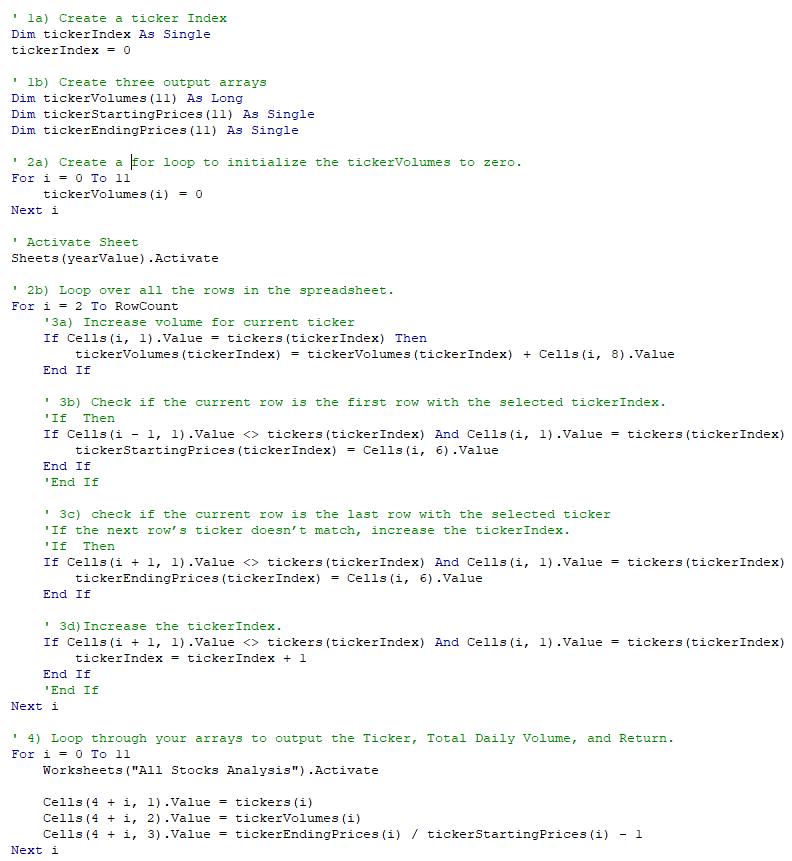 ' 1a) Create a ticker Index
Dim tickerIndex As Single
tickerIndex = 0

' 1b) Create three output arrays
Dim tickerVolumes(11) As Long
Dim tickerStartingPrices(11) As Single
Dim tickerEndingPrices(11) As Single

' 2a) Create a for loop to initialize the tickerVolumes to zero.
For i = 0 To 11
    tickerVolumes(i) = 0
Next i

' Activate Sheet
Sheets(yearValue).Activate

' 2b) Loop over all the rows in the spreadsheet.
For i = 2 To RowCount
    '3a) Increase volume for current ticker
    If Cells(i, 1).Value = tickers(tickerIndex) Then
        tickerVolumes(tickerIndex) = tickerVolumes(tickerIndex) + Cells(i, 8).Value
    End If

    ' 3b) Check if the current row is the first row with the selected tickerIndex.
    'If  Then
    If Cells(i - 1, 1).Value <> tickers(tickerIndex) And Cells(i, 1).Value = tickers(tickerIndex)
        tickerStartingPrices(tickerIndex) = Cells(i, 6).Value
    End If
    'End If

    ' 3c) check if the current row is the last row with the selected ticker
    'If the next row’s ticker doesn’t match, increase the tickerIndex.
    'If  Then
    If Cells(i + 1, 1).Value <> tickers(tickerIndex) And Cells(i, 1).Value = tickers(tickerIndex)
        tickerEndingPrices(tickerIndex) = Cells(i, 6).Value
    End If

    ' 3d)Increase the tickerIndex.
    If Cells(i + 1, 1).Value <> tickers(tickerIndex) And Cells(i, 1).Value = tickers(tickerIndex)
        tickerIndex = tickerIndex + 1
    End If
    'End If
Next i

' 4) Loop through your arrays to output the Ticker, Total Daily Volume, and Return.
For i = 0 To 11
    Worksheets("All Stocks Analysis").Activate

    Cells(4 + i, 1).Value = tickers(i)
    Cells(4 + i, 2).Value = tickerVolumes(i)
    Cells(4 + i, 3).Value = tickerEndingPrices(i) / tickerStartingPrices(i) - 1
Next i